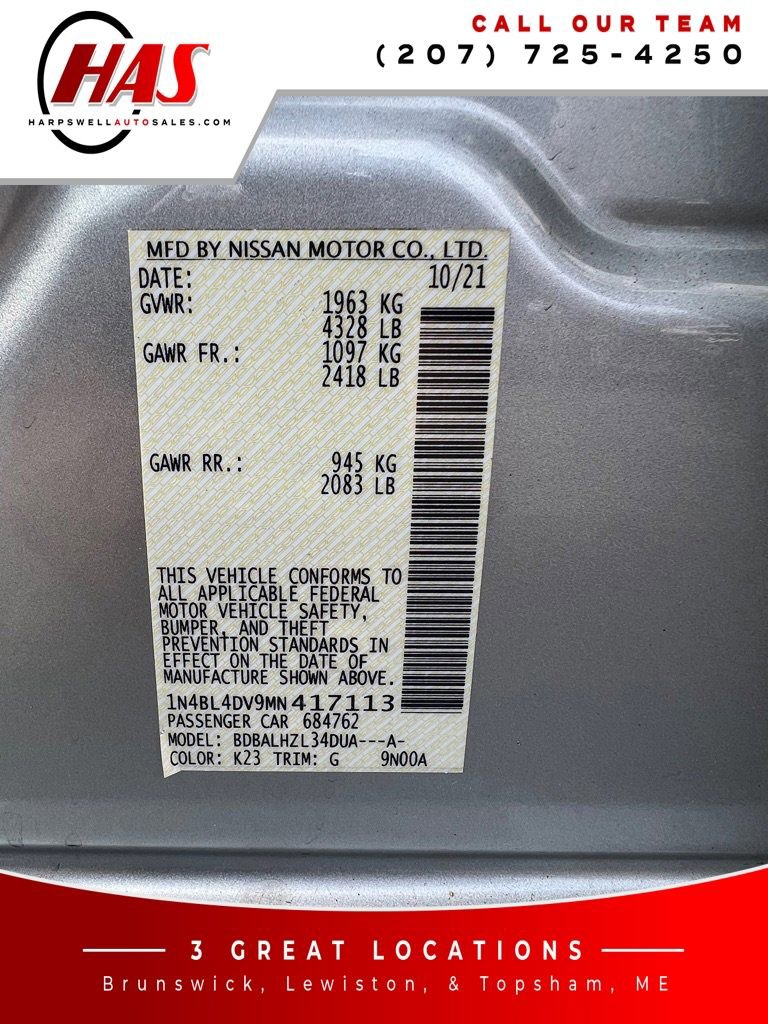 HAS
HARPSWELLAUTOSALES.COM
CALL OUR TEAM
(207) 725-4250
MFD BY NISSAN MOTOR CO., LTD.
DATE: 10/21
GVWR: 1963 KG
4328 LB
GAWR FR.: 1097 KG
2418 LB
GAWR RR.: 945 KG
2083 LB
THIS VEHICLE CONFORMS TO
ALL APPLICABLE FEDERAL
MOTOR VEHICLE SAFETY,
BUMPER, AND THEFT
PREVENTION STANDARDS IN
EFFECT ON THE DATE OF
MANUFACTURE SHOWN ABOVE.
1N4BL4DV9MN417113
PASSENGER CAR 684762
MODEL: BDBALHZL34DUA---A-
COLOR: K23 TRIM: G 9N00A
3 GREAT LOCATIONS
Brunswick, Lewiston, & Topsham, ME